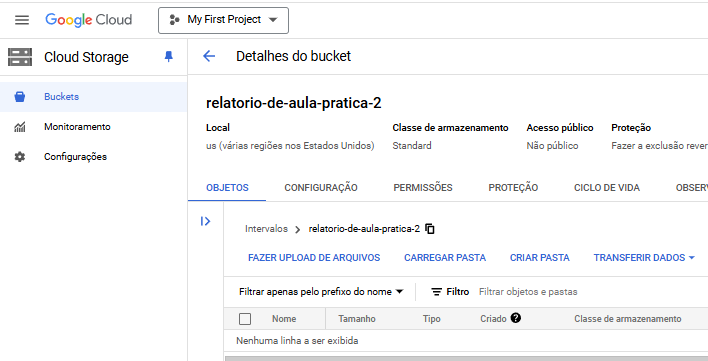 Google Cloud My First Project
Cloud Storage
Detalhes do bucket
Buckets
Monitoramento
Configurações
relatorio-de-aula-pratica-2
Local Classe de armazenamento Acesso público Proteção
us (várias regiões nos Estados Unidos) Standard Não público Fazer a exclusão rever
OBJETOS CONFIGURAÇÃO PERMISSÕES PROTEÇÃO CICLO DE VIDA OBSER
Intervalos > relatorio-de-aula-pratica-2
FAZER UPLOAD DE ARQUIVOS CARREGAR PASTA CRIAR PASTA TRANSFERIR DADOS
Filtrar apenas pelo prefixo do nome Filtro Filtrar objetos e pastas
Nome Tamanho Tipo Criado ? Classe de armazenamento
Nenhuma linha a ser exibida